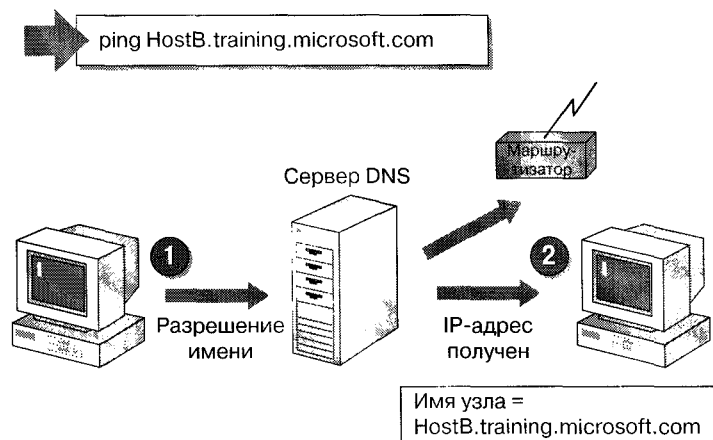 ping HostB.training.microsoft.com
Маршру-
тизатор
Сервер DNS
1
2
Разрешение
имени
IP-адрес
получен
Имя узла =
HostB.training.microsoft.com